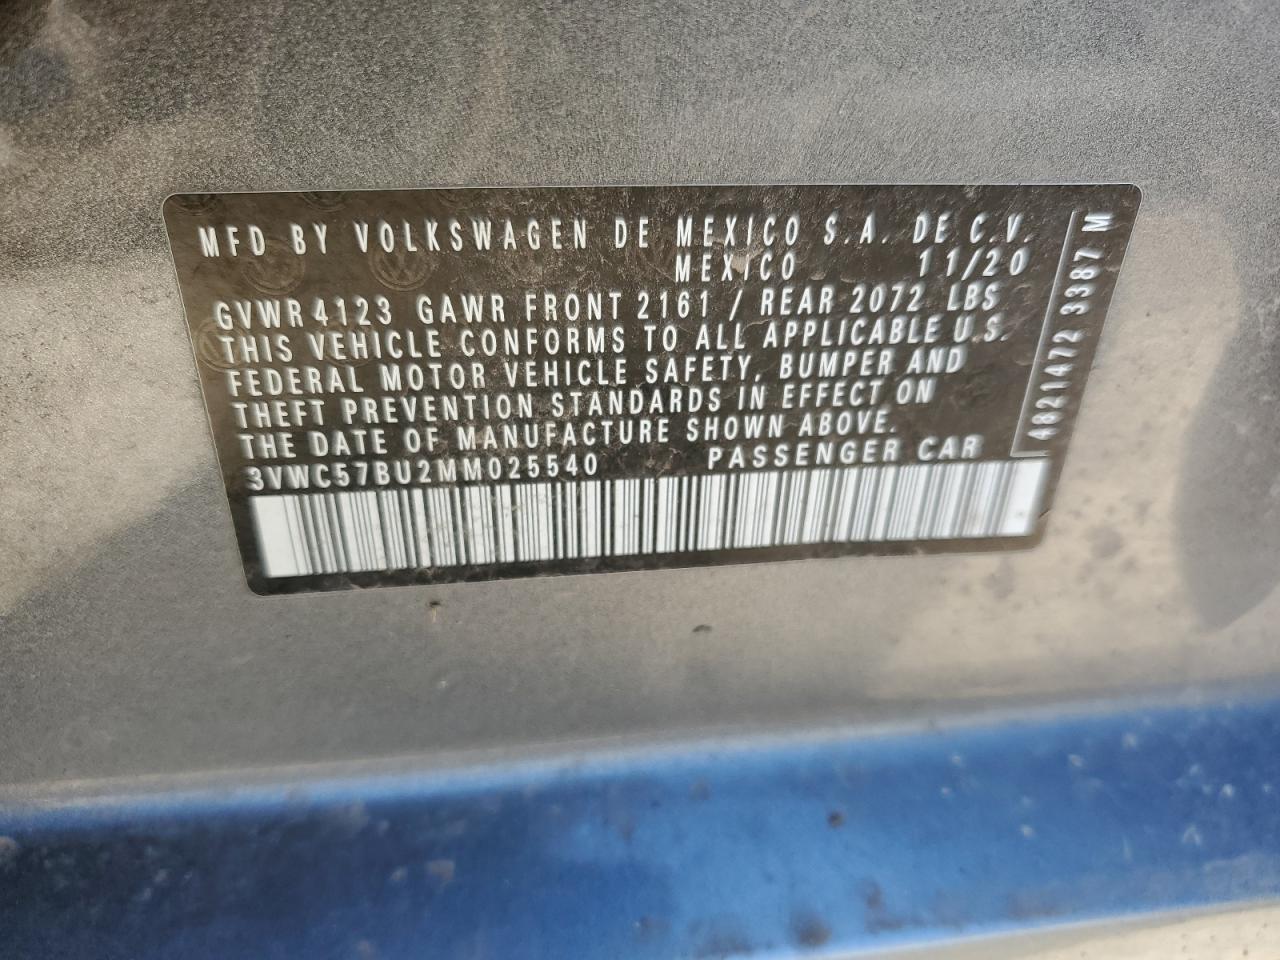 MFD BY VOLKSWAGEN DE MEXICO S.A. DE C.V.
MEXICO 11/20
GVWR 4123 GAWR FRONT 2161 / REAR 2072 LBS
THIS VEHICLE CONFORMS TO ALL APPLICABLE U.S.
FEDERAL MOTOR VEHICLE SAFETY, BUMPER AND
THEFT PREVENTION STANDARDS IN EFFECT ON
THE DATE OF MANUFACTURE SHOWN ABOVE.
3VWC57BU2MM025540 PASSENGER CAR
4821472 3387 M